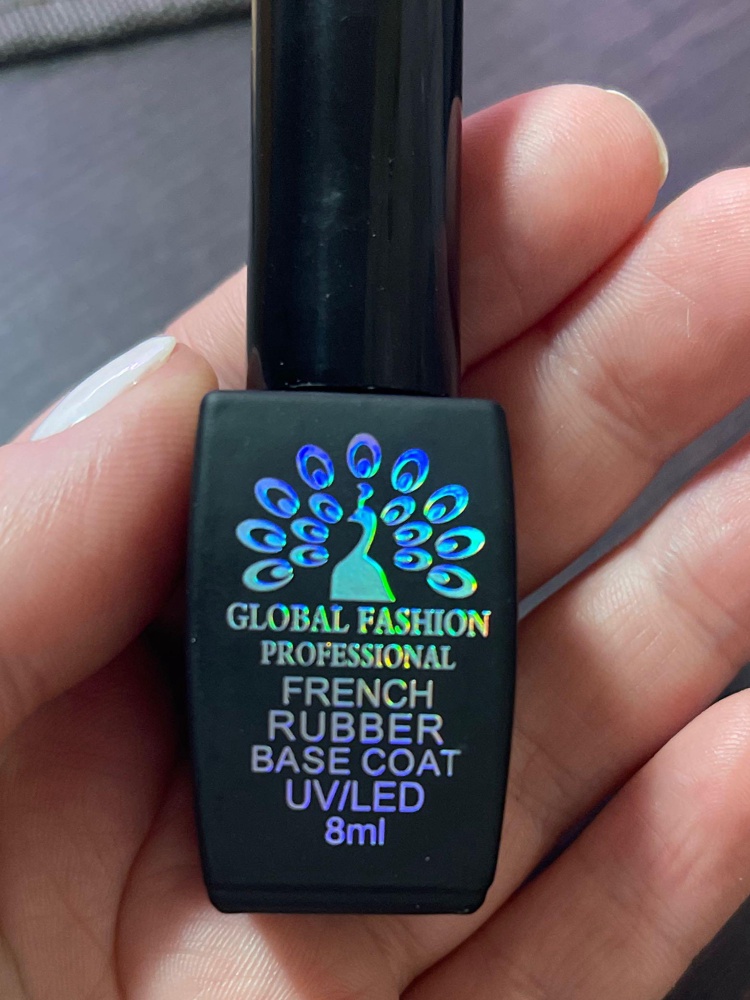 GLOBAL FASHION
PROFESSIONAL
FRENCH
RUBBER
BASE COAT
UV/LED
8ml